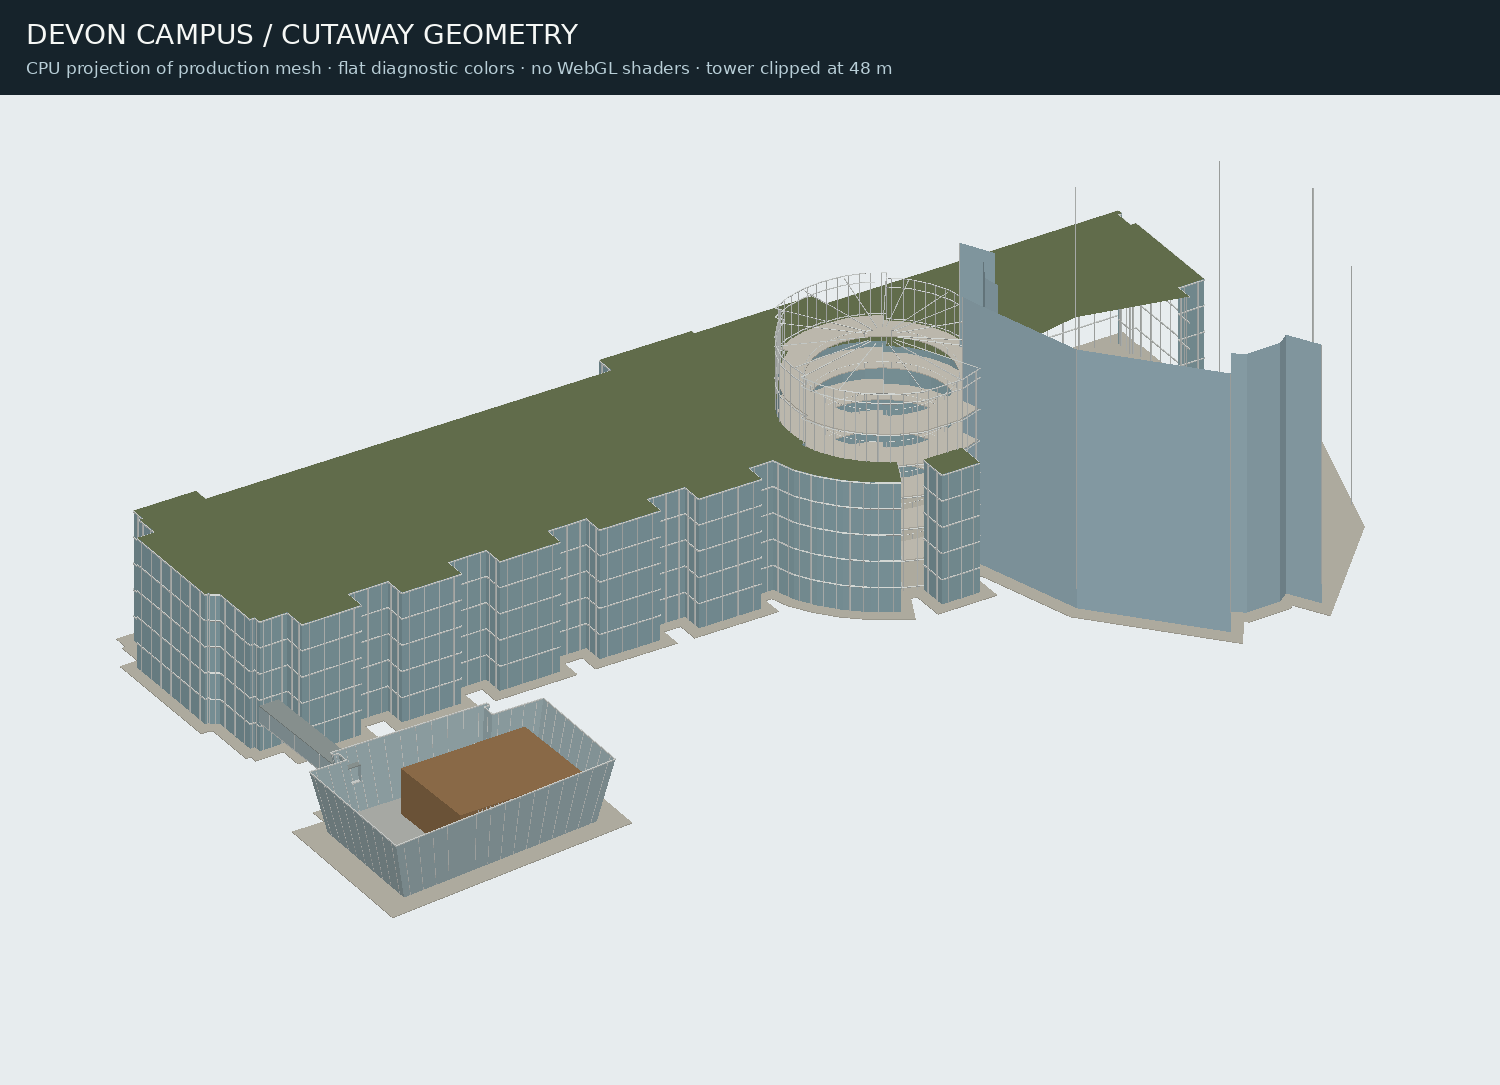 DEVON CAMPUS / CUTAWAY GEOMETRY
CPU projection of production mesh · flat diagnostic colors · no WebGL shaders · tower clipped at 48 m